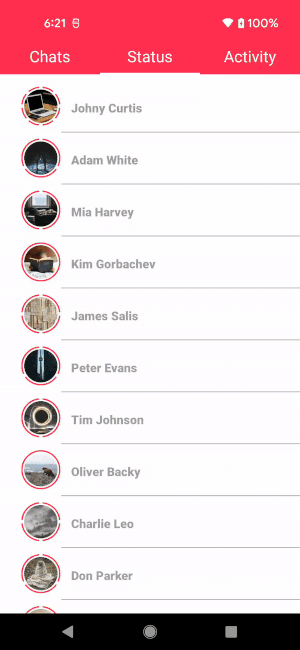 6:21 100%
Chats Status Activity
Johny Curtis
Adam White
Mia Harvey
Kim Gorbachev
James Salis
Peter Evans
Tim Johnson
Oliver Backy
Charlie Leo
Don Parker